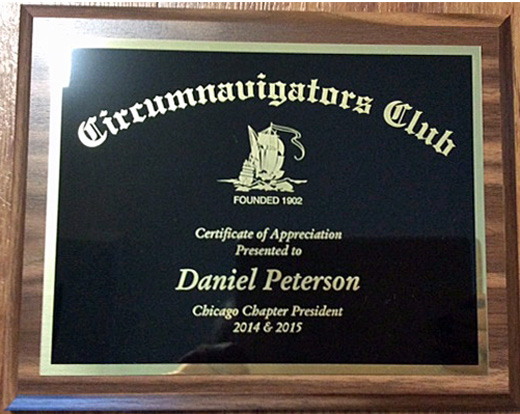 Circumnavigators Club
FOUNDED 1902
Certificate of Appreciation
Presented to
Daniel Peterson
Chicago Chapter President
2014 & 2015